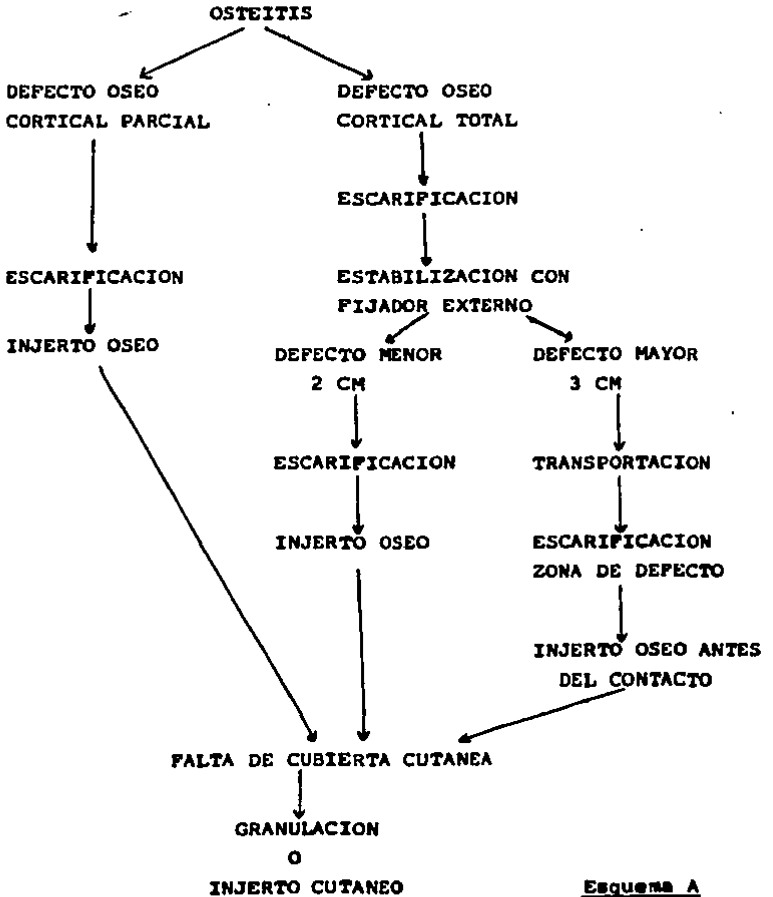 OSTEITIS
DEFECTO OSEO
CORTICAL PARCIAL
DEFECTO OSEO
CORTICAL TOTAL
ESCARIFICACION
ESCARIFICACION
ESTABILIZACION CON
FIJADOR EXTERNO
INJERTO OSEO
DEFECTO MENOR
2 CM
DEFECTO MAYOR
3 CM
ESCARIFICACION
TRANSPORTACION
INJERTO OSEO
ESCARIFICACION
ZONA DE DEFECTO
INJERTO OSEO ANTES
DEL CONTACTO
FALTA DE CUBIERTA CUTANEA
GRANULACION
O
INJERTO CUTANEO
Esquema A